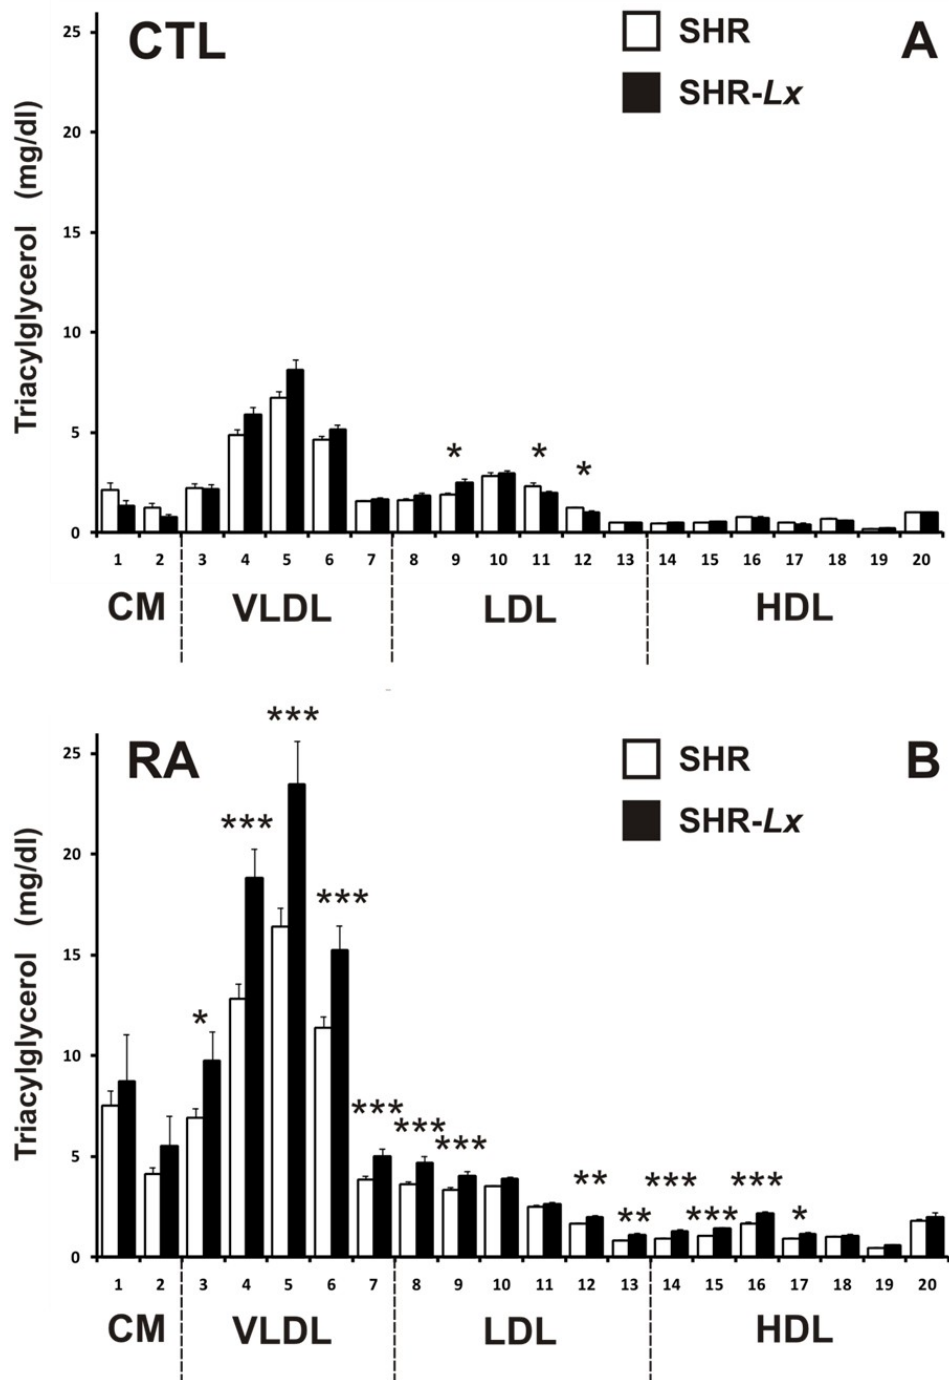 CTL
SHR
A
SHR-Lx
Triacylglycerol (mg/dl)
25
20
15
10
5
0
* * *
1 2 3 4 5 6 7 8 9 10 11 12 13 14 15 16 17 18 19 20
CM VLDL LDL HDL
RA
SHR
B
SHR-Lx
Triacylglycerol (mg/dl)
25
20
15
10
5
0
* *** *** *** *** *** *** ** ** *** *** *** *
1 2 3 4 5 6 7 8 9 10 11 12 13 14 15 16 17 18 19 20
CM VLDL LDL HDL